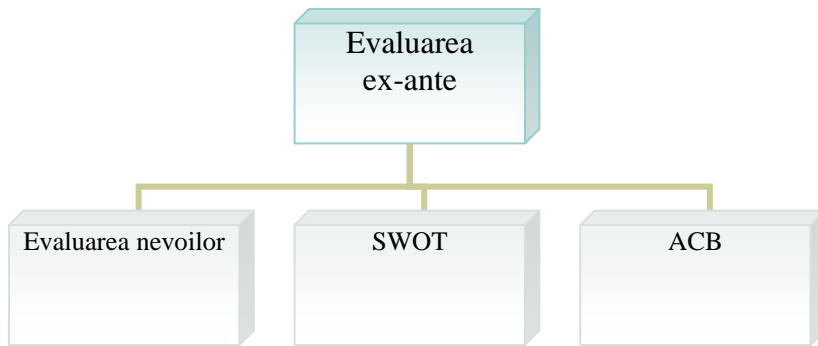 Evaluarea
ex-ante
Evaluarea nevoilor
SWOT
ACB